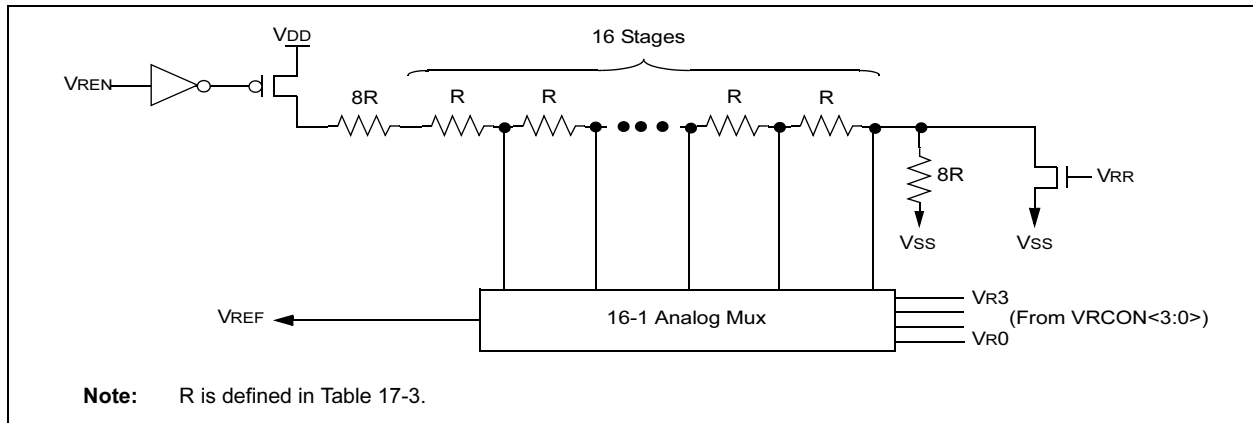 VDD
16 Stages
VREN
8R
R
R
R
R
8R
VRR
VSS
VSS
VREF
16-1 Analog Mux
VR3
(From VRCON<3:0>)
VR0
Note: R is defined in Table 17-3.